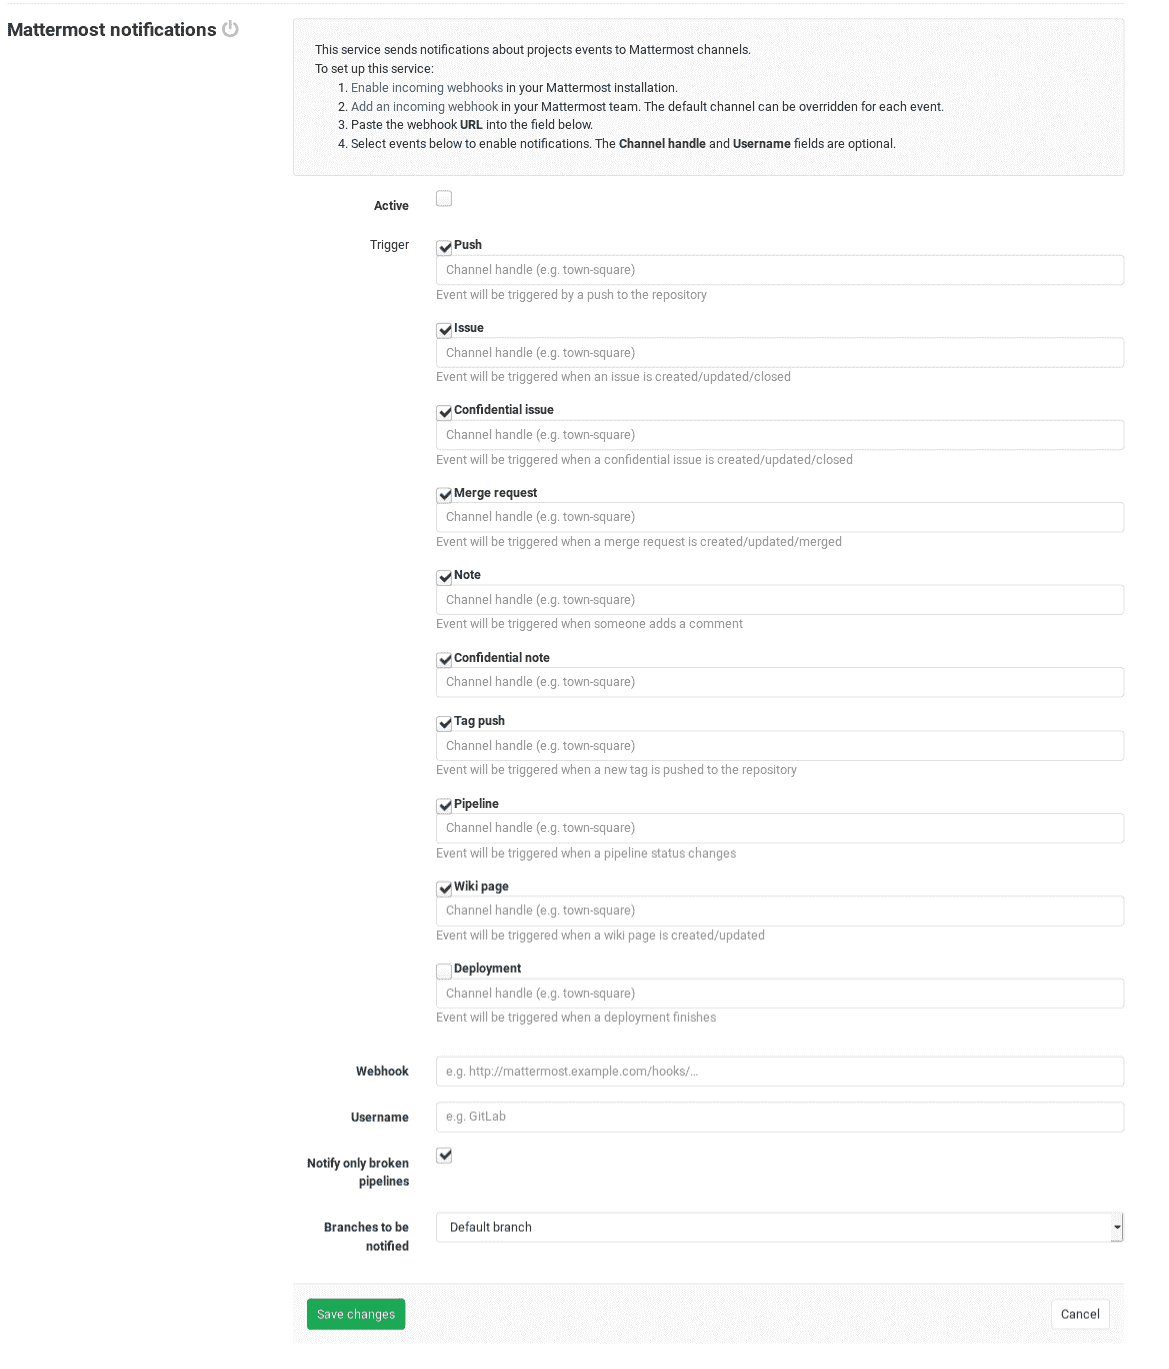 Mattermost notifications
This service sends notifications about projects events to Mattermost channels.
To set up this service:
1. Enable incoming webhooks in your Mattermost installation.
2. Add an incoming webhook in your Mattermost team. The default channel can be overridden for each event.
3. Paste the webhook URL into the field below.
4. Select events below to enable notifications. The Channel handle and Username fields are optional.
Active
Trigger
Push
Channel handle (e.g. town-square)
Event will be triggered by a push to the repository
Issue
Channel handle (e.g. town-square)
Event will be triggered when an issue is created/updated/closed
Confidential issue
Channel handle (e.g. town-square)
Event will be triggered when a confidential issue is created/updated/closed
Merge request
Channel handle (e.g. town-square)
Event will be triggered when a merge request is created/updated/merged
Note
Channel handle (e.g. town-square)
Event will be triggered when someone adds a comment
Confidential note
Channel handle (e.g. town-square)
Tag push
Channel handle (e.g. town-square)
Event will be triggered when a new tag is pushed to the repository
Pipeline
Channel handle (e.g. town-square)
Event will be triggered when a pipeline status changes
Wiki page
Channel handle (e.g. town-square)
Event will be triggered when a wiki page is created/updated
Deployment
Channel handle (e.g. town-square)
Event will be triggered when a deployment finishes
Webhook
e.g. http://mattermost.example.com/hooks/…
Username
e.g. GitLab
Notify only broken
pipelines
Branches to be
notified
Default branch
Save changes
Cancel